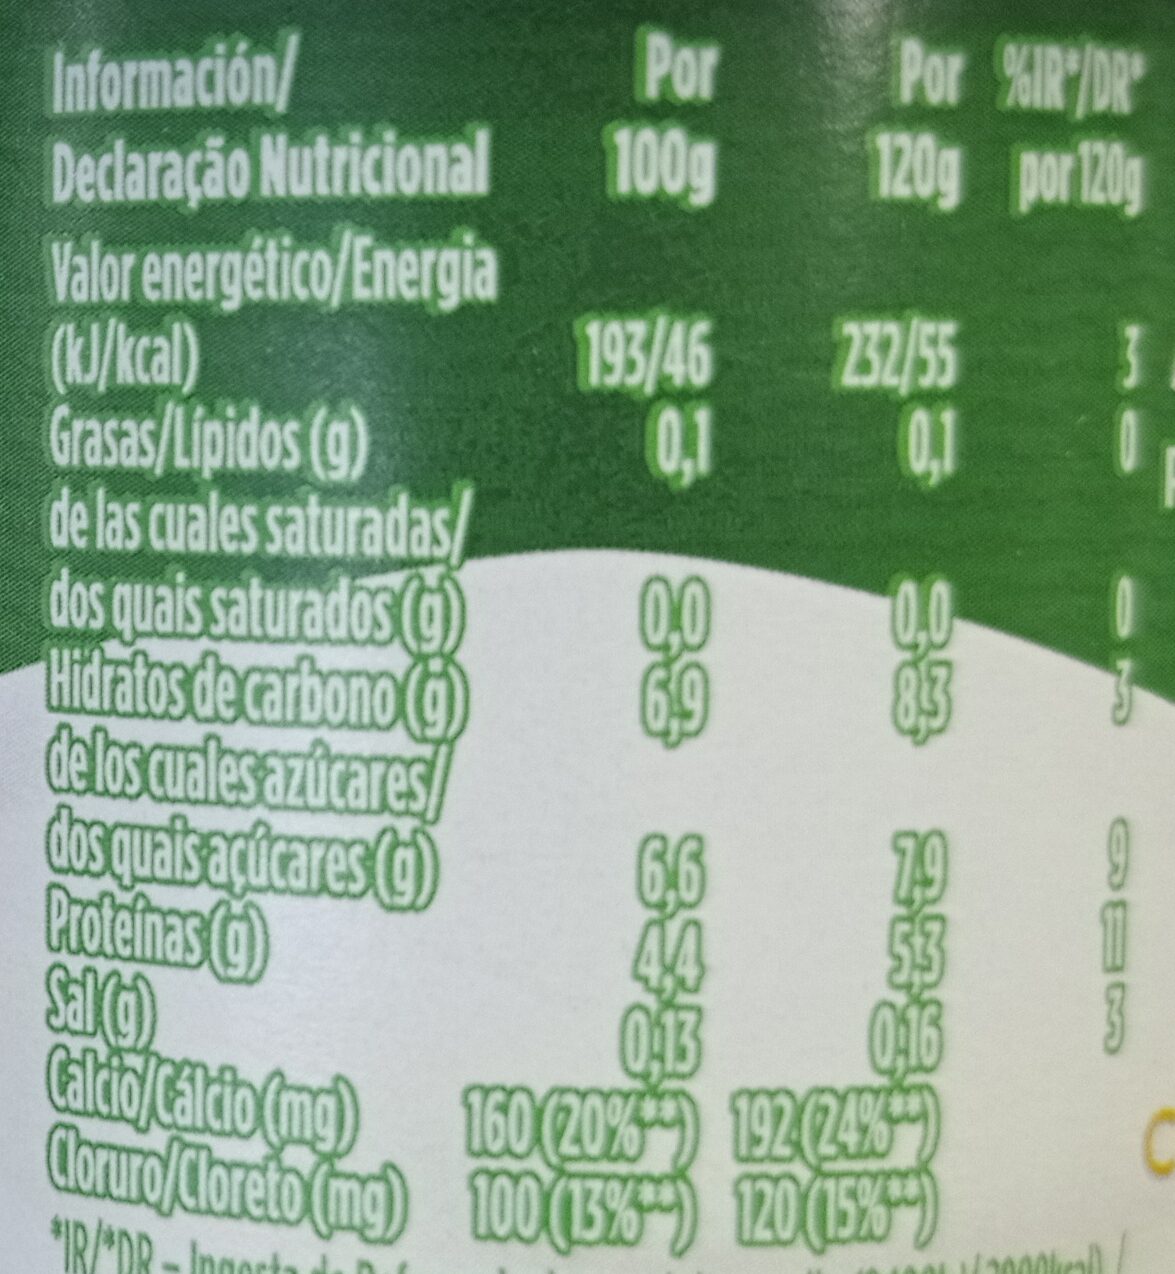 Información/ Por Por %IR*/DR*
Declaração Nutricional 100g 120g por 120g
Valor energético/Energia
(kJ/kcal) 193/46 232/55 3
Grasas/Lípidos (g) 0,1 0,1 0
de las cuales saturadas/
dos quais saturados (g) 0,0 0,0 0
Hidratos de carbono (g) 6,9 8,3 3
de los cuales azúcares/
dos quais açúcares (g) 6,6 7,9 9
Proteínas (g) 4,4 5,3 11
Sal (g) 0,13 0,16 3
Calcio/Cálcio (mg) 160 (20%**) 192 (24%**)
Cloruro/Cloreto (mg) 100 (13%**) 120 (15%**)
*IR/*DR – Ingesta de